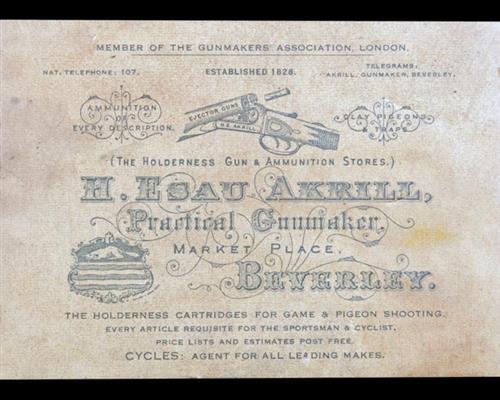 MEMBER OF THE GUNMAKERS' ASSOCIATION, LONDON.
NAT. TELEPHONE: 107.
ESTABLISHED 1828.
TELEGRAMS:
"AKRILL, GUNMAKER, BEVERLEY.
AMMUNITION
OF
EVERY DESCRIPTION.
EJECTOR GUNS
H.E. AKRILL
CLAY PIGEONS
& TRAPS
(THE HOLDERNESS GUN & AMMUNITION STORES.)
H. ESAU AKRILL,
Practical Gunmaker,
MARKET PLACE,
BEVERLEY.
THE HOLDERNESS CARTRIDGES FOR GAME & PIGEON SHOOTING.
EVERY ARTICLE REQUISITE FOR THE SPORTSMAN & CYCLIST.
PRICE LISTS AND ESTIMATES POST FREE.
CYCLES: AGENT FOR ALL LEADING MAKES.